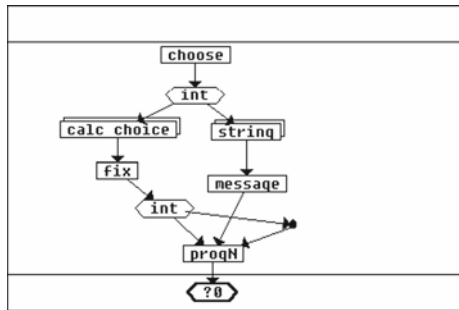 choose
int
calc choice
string
fix
message
int
progN
?0